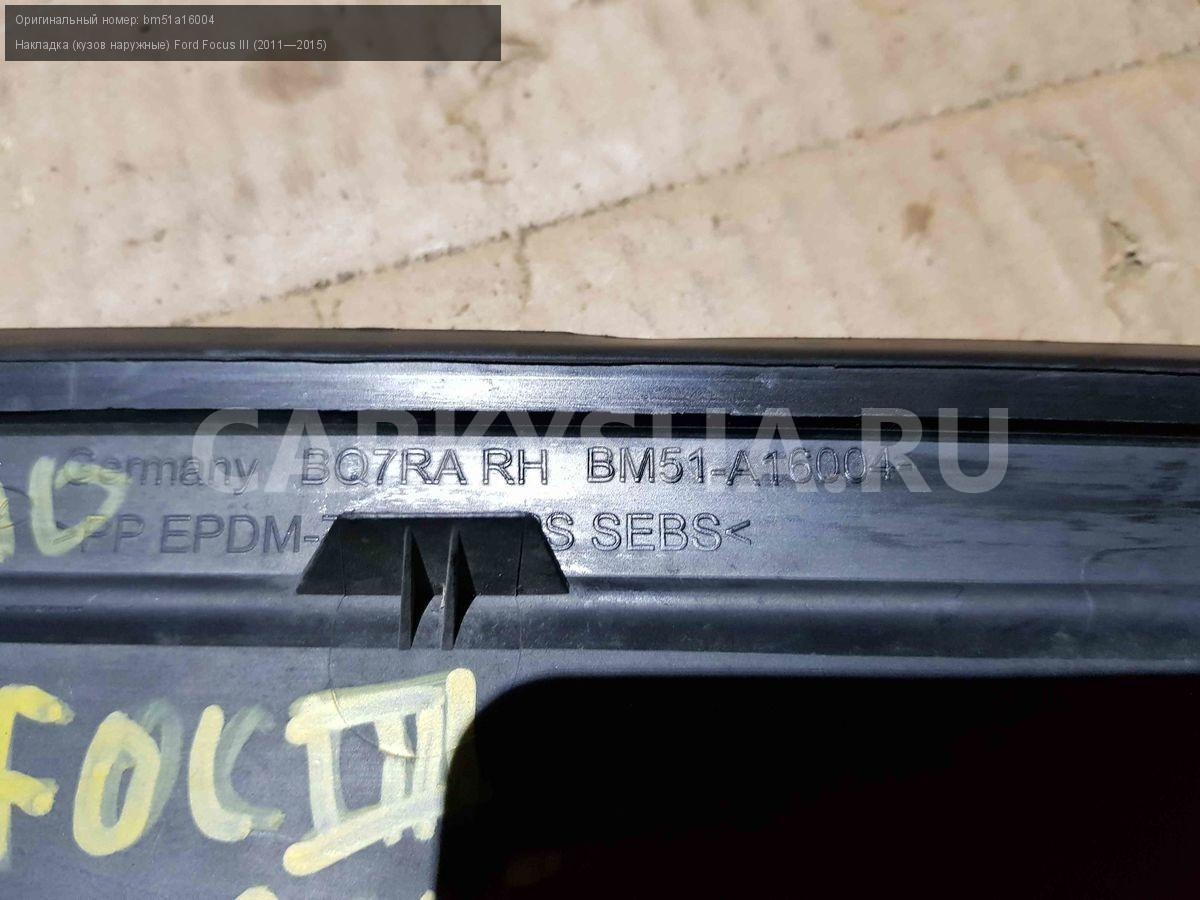 Оригинальный номер: bm51a16004
Накладка (кузов наружные) Ford Focus III (2011—2015)
CARKYSHA.RU
Germany BQ7RA RH BM51-A16004-
PP EPDM- S SEBS<
FOC III